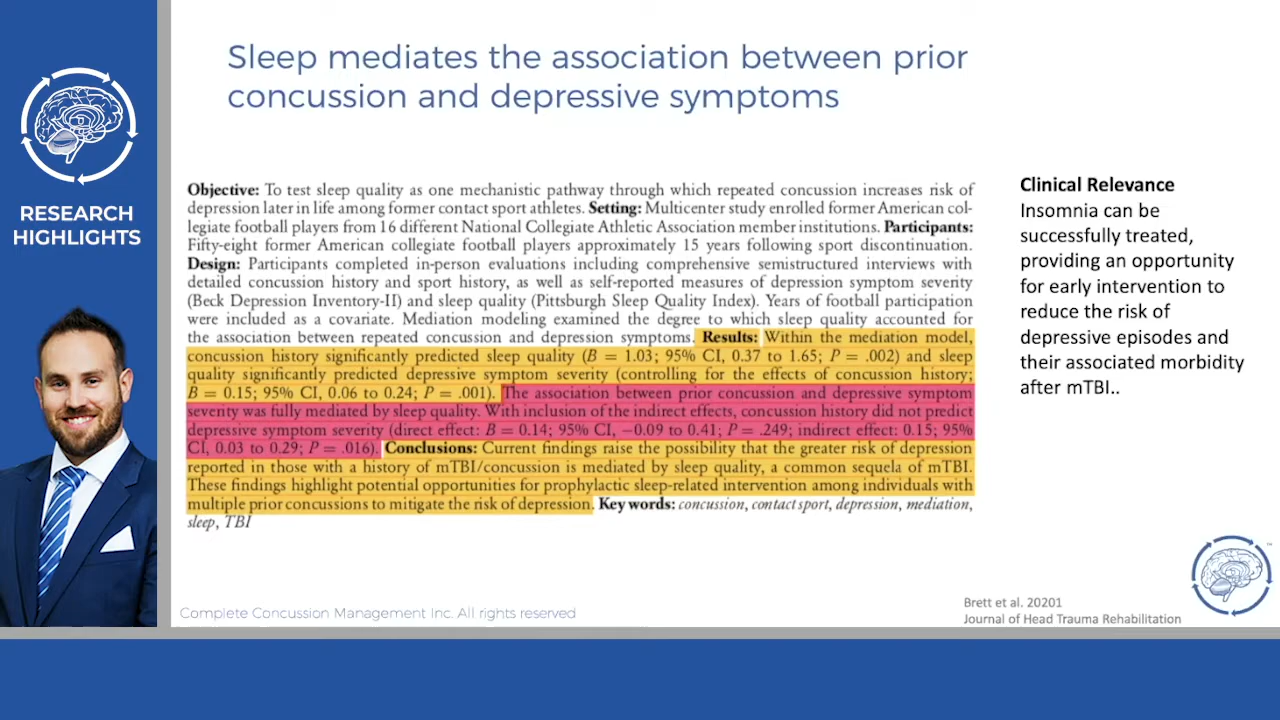 Sleep mediates the association between prior
concussion and depressive symptoms
RESEARCH
HIGHLIGHTS
Objective: To test sleep quality as one mechanistic pathway through which repeated concussion increases risk of
depression later in life among former contact sport athletes. Setting: Multicenter study enrolled former American col-
legiate football players from 16 different National Collegiate Athletic Association member institutions. Participants:
Fifty-eight former American collegiate football players approximately 15 years following sport discontinuation.
Design: Participants completed in-person evaluations including comprehensive semistructured interviews with
detailed concussion history and sport history, as well as self-reported measures of depression symptom severity
(Beck Depression Inventory-II) and sleep quality (Pittsburgh Sleep Quality Index). Years of football participation
were included as a covariate. Mediation modeling examined the degree to which sleep quality accounted for
the association between repeated concussion and depression symptoms. Results: Within the mediation model,
concussion history significantly predicted sleep quality (B = 1.03; 95% CI, 0.37 to 1.65; P = .002) and sleep
quality significantly predicted depressive symptom severity (controlling for the effects of concussion history;
B = 0.15; 95% CI, 0.06 to 0.24; P = .001). The association between prior concussion and depressive symptom
severity was fully mediated by sleep quality. With inclusion of the indirect effects, concussion history did not predict
depressive symptom severity (direct effect: B = 0.14; 95% CI, −0.09 to 0.41; P = .249; indirect effect: 0.15; 95%
CI, 0.03 to 0.29; P = .016). Conclusions: Current findings raise the possibility that the greater risk of depression
reported in those with a history of mTBI/concussion is mediated by sleep quality, a common sequela of mTBI.
These findings highlight potential opportunities for prophylactic sleep-related intervention among individuals with
multiple prior concussions to mitigate the risk of depression. Key words: concussion, contact sport, depression, mediation,
sleep, TBI
Clinical Relevance
Insomnia can be
successfully treated,
providing an opportunity
for early intervention to
reduce the risk of
depressive episodes and
their associated morbidity
after mTBI..
Complete Concussion Management Inc. All rights reserved
Brett et al. 20201
Journal of Head Trauma Rehabilitation
TM